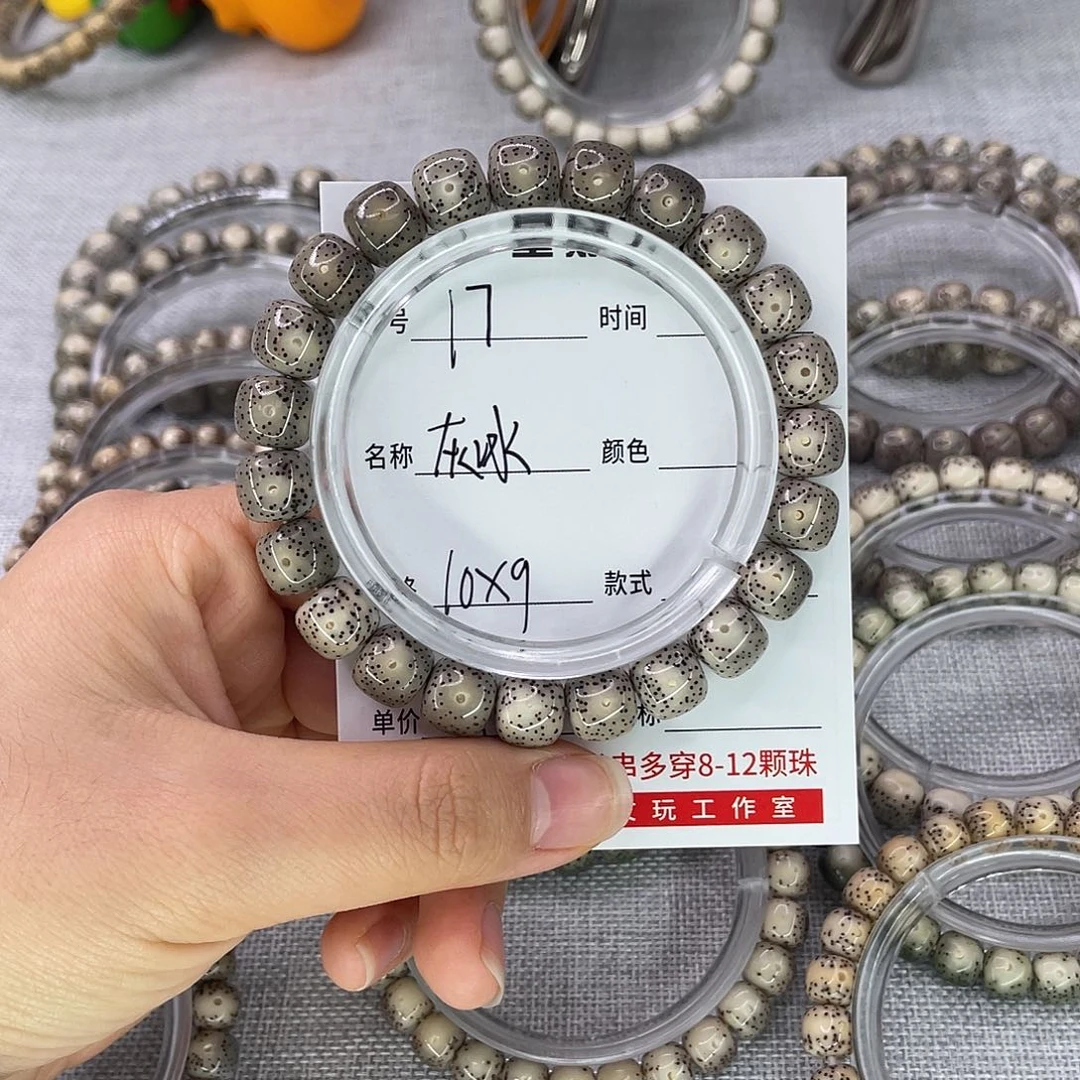 号 17 时间
名称 灰冰 颜色
10X9 款式
单价
串多穿8-12颗珠
玩工作室